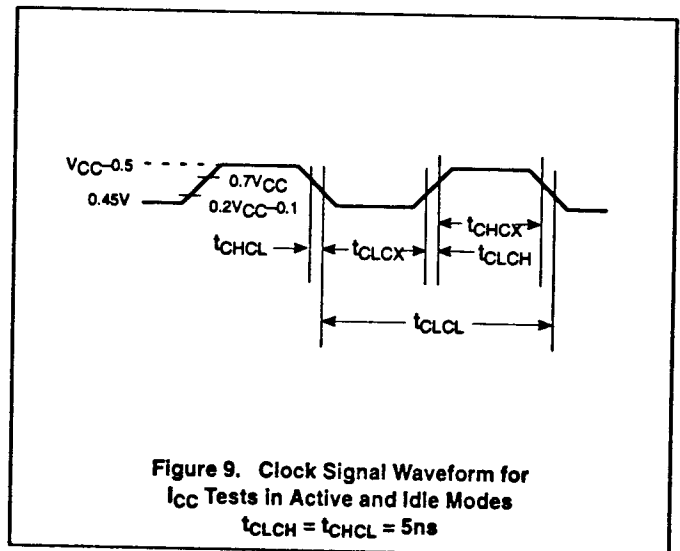 VCC–0.5
0.7VCC
0.45V
0.2VCC–0.1
tCHCX
tCHCL
tCLCX
tCLCH
tCLCL
Figure 9. Clock Signal Waveform for
ICC Tests in Active and Idle Modes
tCLCH = tCHCL = 5ns